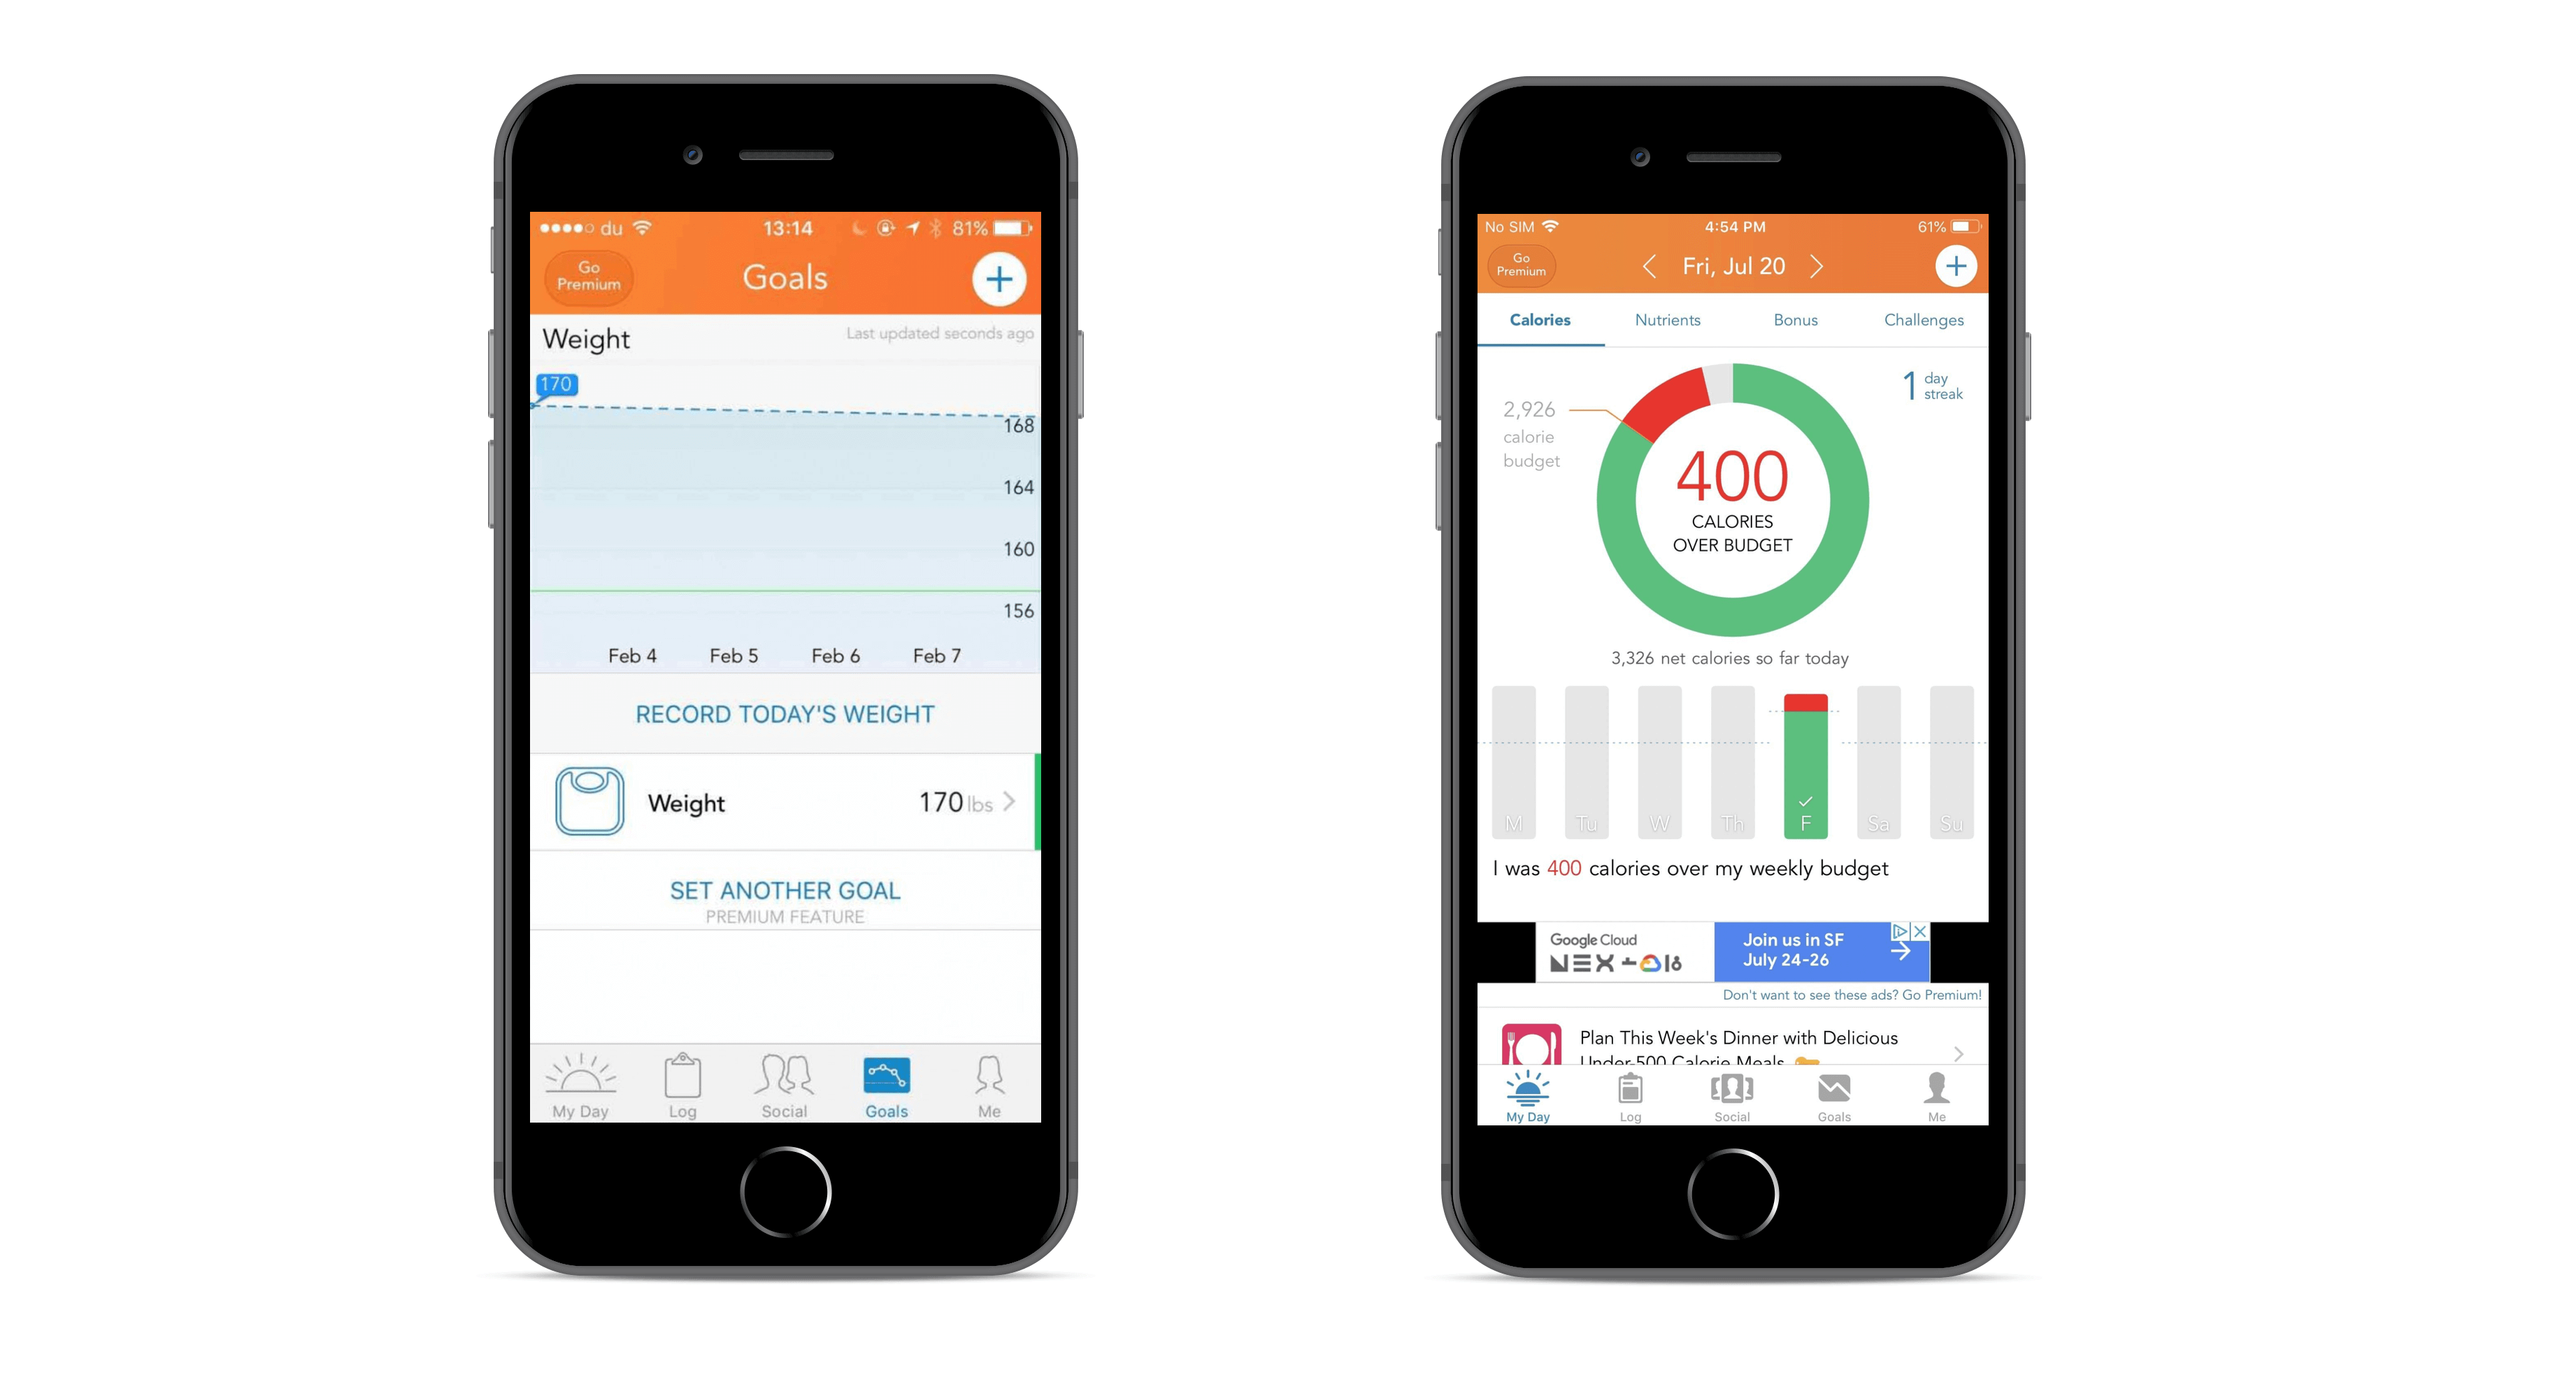 du 13:14 81%
Go
Premium
Goals
Weight
Last updated seconds ago
170
168
164
160
156
Feb 4 Feb 5 Feb 6 Feb 7
RECORD TODAY'S WEIGHT
Weight 170 lbs
SET ANOTHER GOAL
PREMIUM FEATURE
My Day Log Social Goals Me
No SIM 4:54 PM 61%
Go
Premium
Fri, Jul 20
Calories Nutrients Bonus Challenges
1 day
streak
2,926
calorie
budget
400
CALORIES
OVER BUDGET
3,326 net calories so far today
M Tu W Th F Sa Su
I was 400 calories over my weekly budget
Google Cloud
NEXT 18
Join us in SF
July 24-26
Don't want to see these ads? Go Premium!
Plan This Week's Dinner with Delicious
Under-500 Calorie Meals
My Day Log Social Goals Me